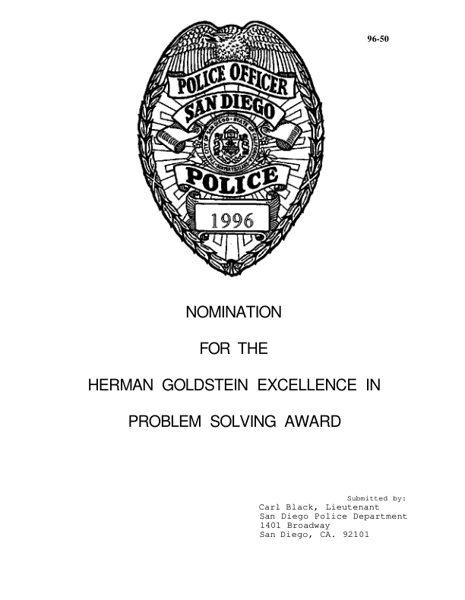 96-50
POLICE OFFICER
SAN DIEGO
POLICE
1996
NOMINATION
FOR THE
HERMAN GOLDSTEIN EXCELLENCE IN
PROBLEM SOLVING AWARD
Submitted by:
Carl Black, Lieutenant
San Diego Police Department
1401 Broadway
San Diego, CA. 92101